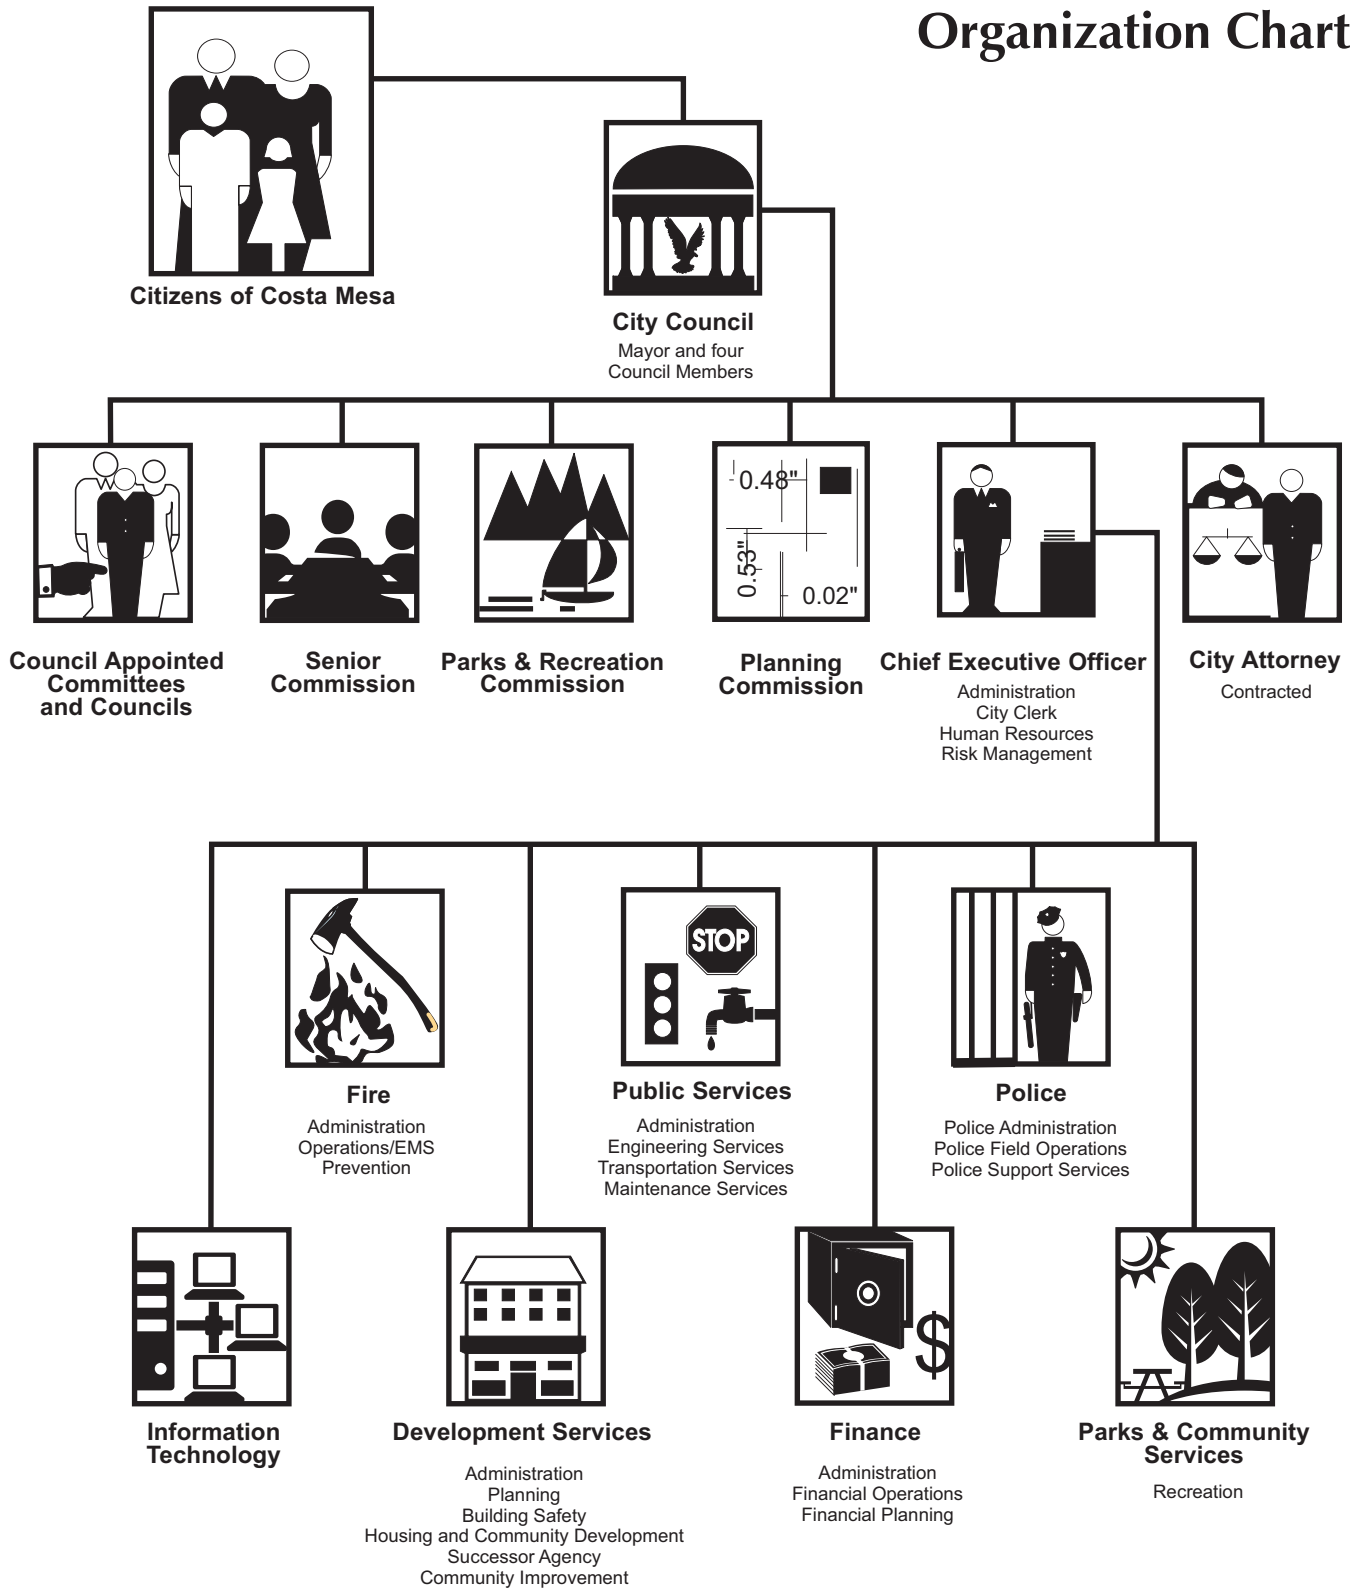 Organization Chart
Citizens of Costa Mesa
City Council
Mayor and four
Council Members
0.48"
0.53"
0.02"
Council Appointed
Committees
and Councils
Senior
Commission
Parks & Recreation
Commission
Planning
Commission
Chief Executive Officer
Administration
City Clerk
Human Resources
Risk Management
City Attorney
Contracted
STOP
Fire
Administration
Operations/EMS
Prevention
Public Services
Administration
Engineering Services
Transportation Services
Maintenance Services
Police
Police Administration
Police Field Operations
Police Support Services
$
Information
Technology
Development Services
Administration
Planning
Building Safety
Housing and Community Development
Successor Agency
Community Improvement
Finance
Administration
Financial Operations
Financial Planning
Parks & Community
Services
Recreation